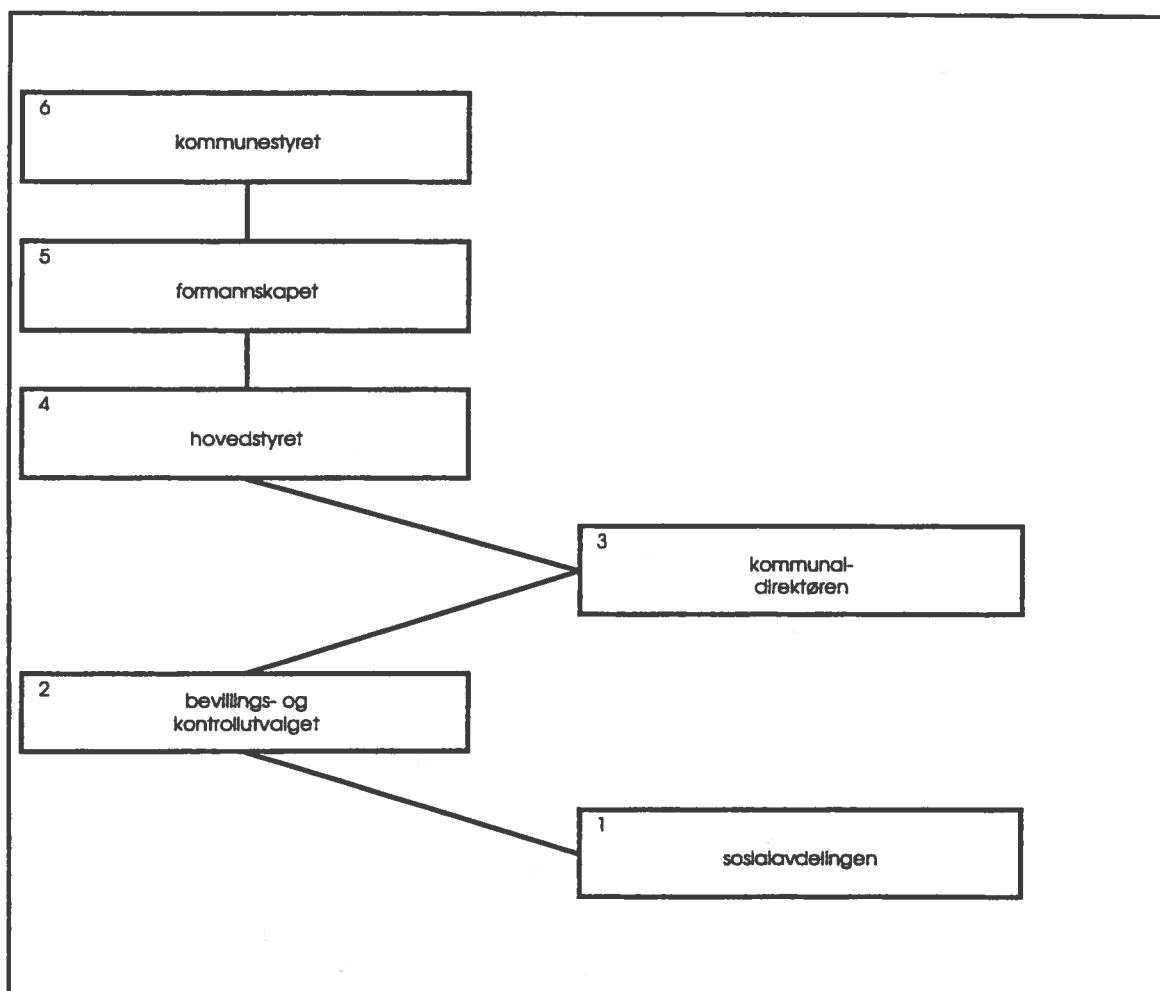 6
kommunestyret
5
formannskapet
4
hovedstyret
3
kommunal-
direktøren
2
bevillings- og
kontrollutvalget
1
sosialavdelingen